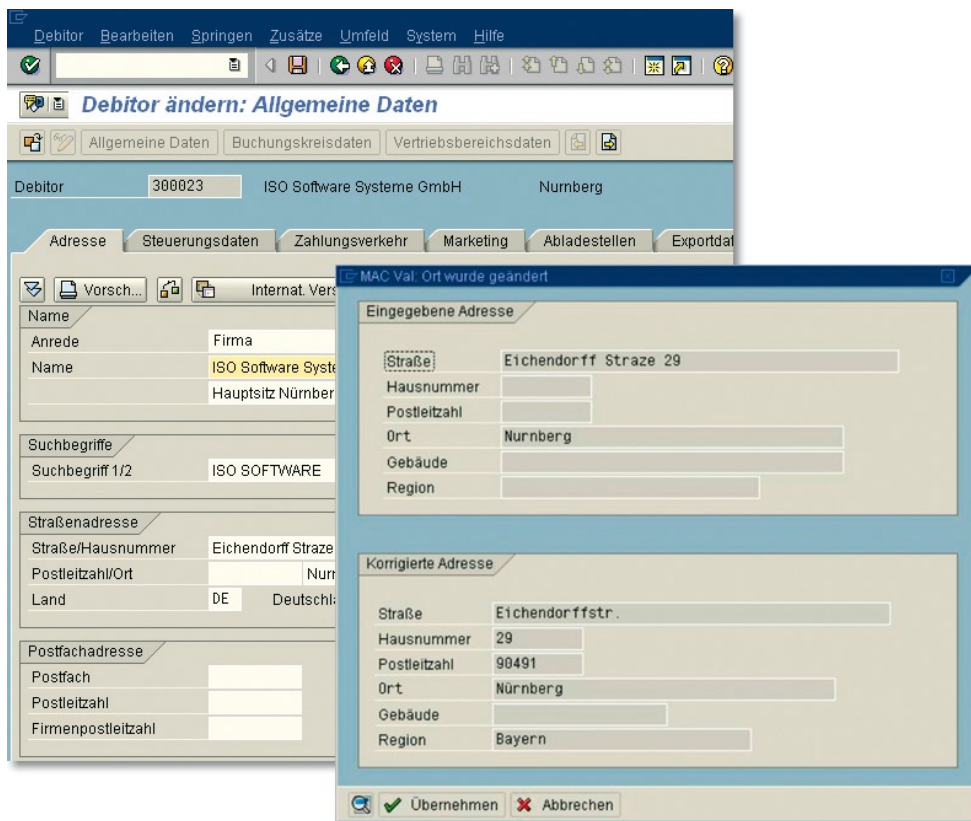 Debitor Bearbeiten Springen Zusätze Umfeld System Hilfe
Debitor ändern: Allgemeine Daten
Allgemeine Daten Buchungskreisdaten Vertriebsbereichsdaten
Debitor 300023 ISO Software Systeme GmbH Nurnberg
Adresse Steuerungsdaten Zahlungsverkehr Marketing Abladestellen Exportdat
Vorsch... Internat. Vers
Name
Anrede Firma
Name ISO Software Syste
Hauptsitz Nürnber
Suchbegriffe
Suchbegriff 1/2 ISO SOFTWARE
Straßenadresse
Straße/Hausnummer Eichendorff Straze
Postleitzahl/Ort Nurn
Land DE Deutschla
Postfachadresse
Postfach
Postleitzahl
Firmenpostleitzahl
MAC Val: Ort wurde geändert
Eingegebene Adresse
Straße Eichendorff Straze 29
Hausnummer
Postleitzahl
Ort Nurnberg
Gebäude
Region
Korrigierte Adresse
Straße Eichendorffstr.
Hausnummer 29
Postleitzahl 90491
Ort Nürnberg
Gebäude
Region Bayern
Übernehmen Abbrechen